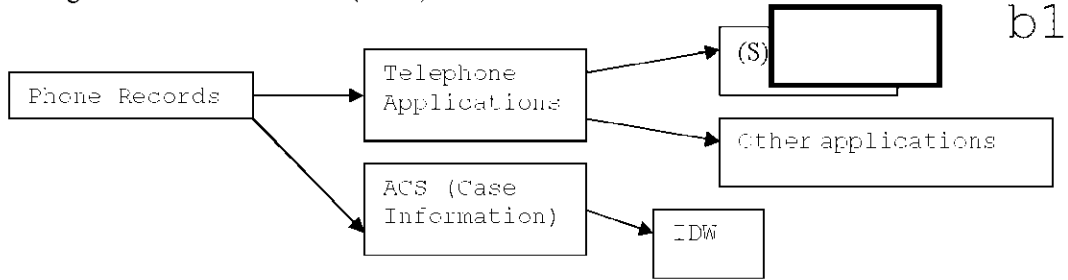 b1
(S)
Telephone
Applications
Phone Records
Other applications
ACS (Case
Information)
IDW